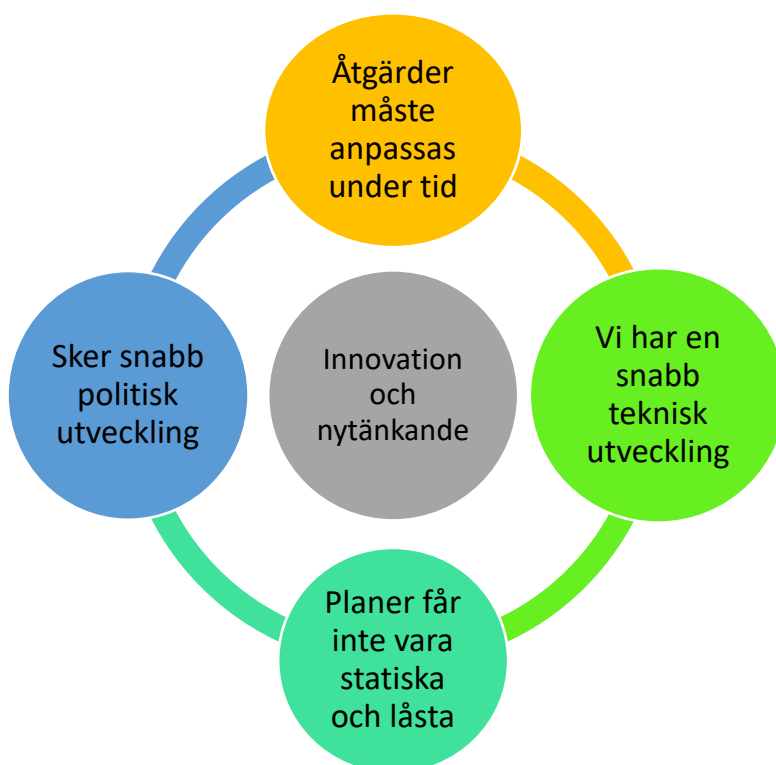 Åtgärder
måste
anpassas
under tid
Sker snabb
politisk
utveckling
Innovation
och
nytänkande
Vi har en
snabb
teknisk
utveckling
Planer får
inte vara
statiska
och låsta